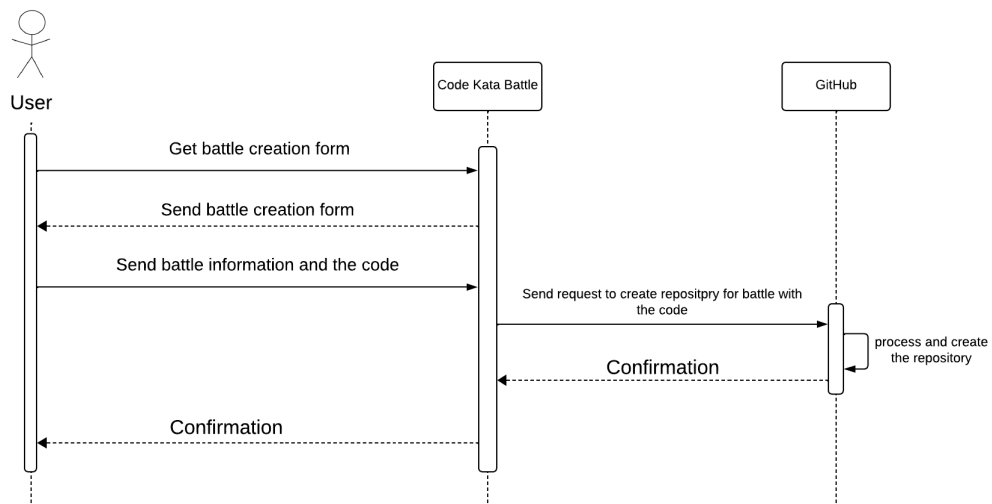 User
Code Kata Battle
GitHub
Get battle creation form
Send battle creation form
Send battle information and the code
Send request to create repositpry for battle with
the code
process and create
the repository
Confirmation
Confirmation